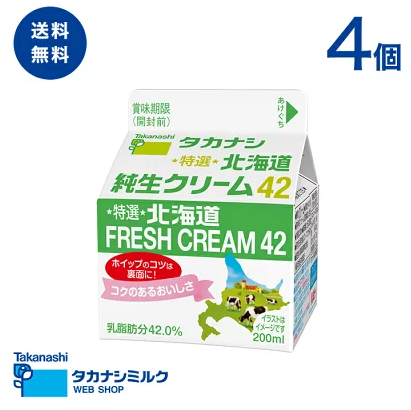 送料
無料
4個
賞味期限
(開封前)
あけぐち
Takanashi
タカナシ
★特選★ 北海道
純生クリーム42
★特選★ 北海道
FRESH CREAM 42
ホイップのコツは
裏面に!
コクのあるおいしさ
乳脂肪分42.0%
イラストは
イメージです
200ml
Takanashi
タカナシミルク
WEB SHOP